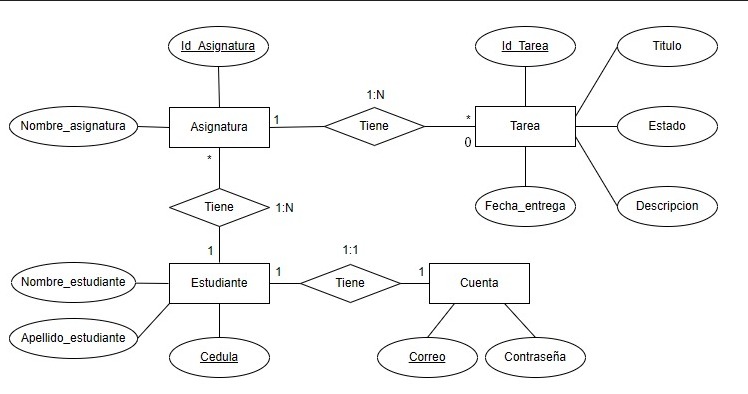 Id_Asignatura
Id_Tarea
Titulo
1:N
Nombre_asignatura
Asignatura
1
Tiene
*
0
Tarea
Estado
*
Tiene
1:N
Fecha_entrega
Descripcion
1
1:1
Nombre_estudiante
Estudiante
1
Tiene
1
Cuenta
Apellido_estudiante
Cedula
Correo
Contraseña